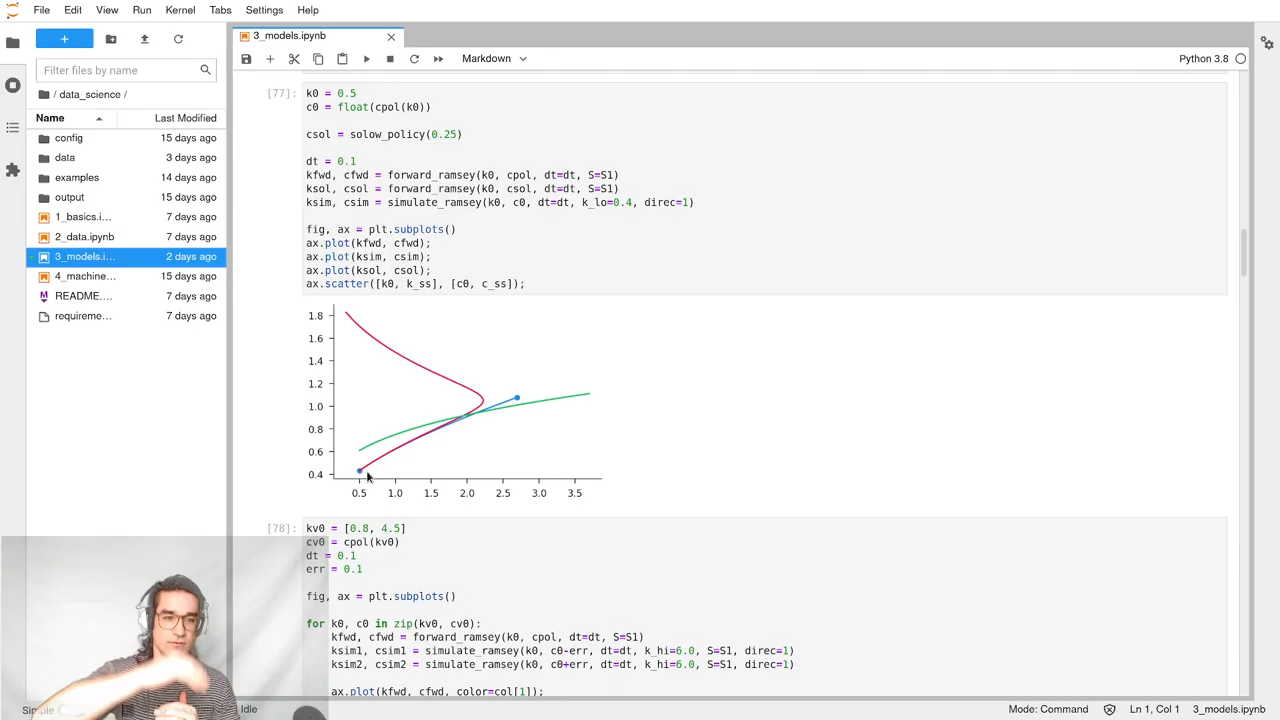 File Edit View Run Kernel Tabs Settings Help
3_models.ipynb
Filter files by name
Markdown
Python 3.8
/ data_science /
Name Last Modified
config 15 days ago
data 3 days ago
examples 14 days ago
output 15 days ago
1_basics.i… 7 days ago
2_data.ipynb 7 days ago
3_models.i… 2 days ago
4_machine… 15 days ago
README.… 7 days ago
requireme… 7 days ago
[77]:
k0 = 0.5
c0 = float(cpol(k0))
csol = solow_policy(0.25)
dt = 0.1
kfwd, cfwd = forward_ramsey(k0, cpol, dt=dt, S=S1)
ksol, csol = forward_ramsey(k0, csol, dt=dt, S=S1)
ksim, csim = simulate_ramsey(k0, c0, dt=dt, k_lo=0.4, direc=1)
fig, ax = plt.subplots()
ax.plot(kfwd, cfwd);
ax.plot(ksim, csim);
ax.plot(ksol, csol);
ax.scatter([k0, k_ss], [c0, c_ss]);
1.8
1.6
1.4
1.2
1.0
0.8
0.6
0.4
0.5 1.0 1.5 2.0 2.5 3.0 3.5
[78]:
kv0 = [0.8, 4.5]
cv0 = cpol(kv0)
dt = 0.1
err = 0.1
fig, ax = plt.subplots()
for k0, c0 in zip(kv0, cv0):
kfwd, cfwd = forward_ramsey(k0, cpol, dt=dt, S=S1)
ksim1, csim1 = simulate_ramsey(k0, c0-err, dt=dt, k_hi=6.0, S=S1, direc=1)
ksim2, csim2 = simulate_ramsey(k0, c0+err, dt=dt, k_hi=6.0, S=S1, direc=1)
ax.plot(kfwd, cfwd, color=col[1]);
Simple
Idle
Mode: Command
Ln 1, Col 1
3_models.ipynb